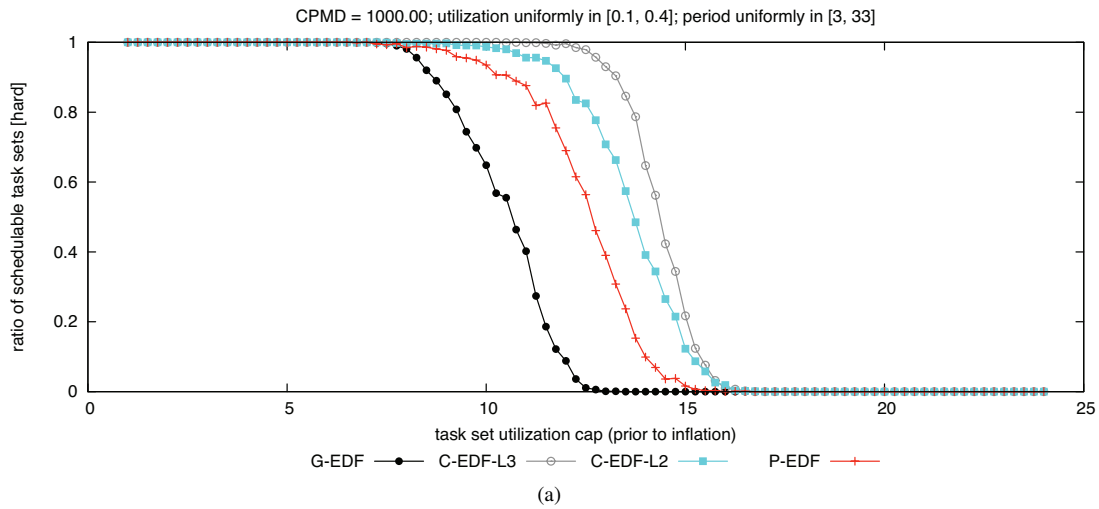 CPMD = 1000.00; utilization uniformly in [0.1, 0.4]; period uniformly in [3, 33]
ratio of schedulable task sets [hard]
1
0.8
0.6
0.4
0.2
0
0 5 10 15 20 25
task set utilization cap (prior to inflation)
G-EDF C-EDF-L3 C-EDF-L2 P-EDF
(a)